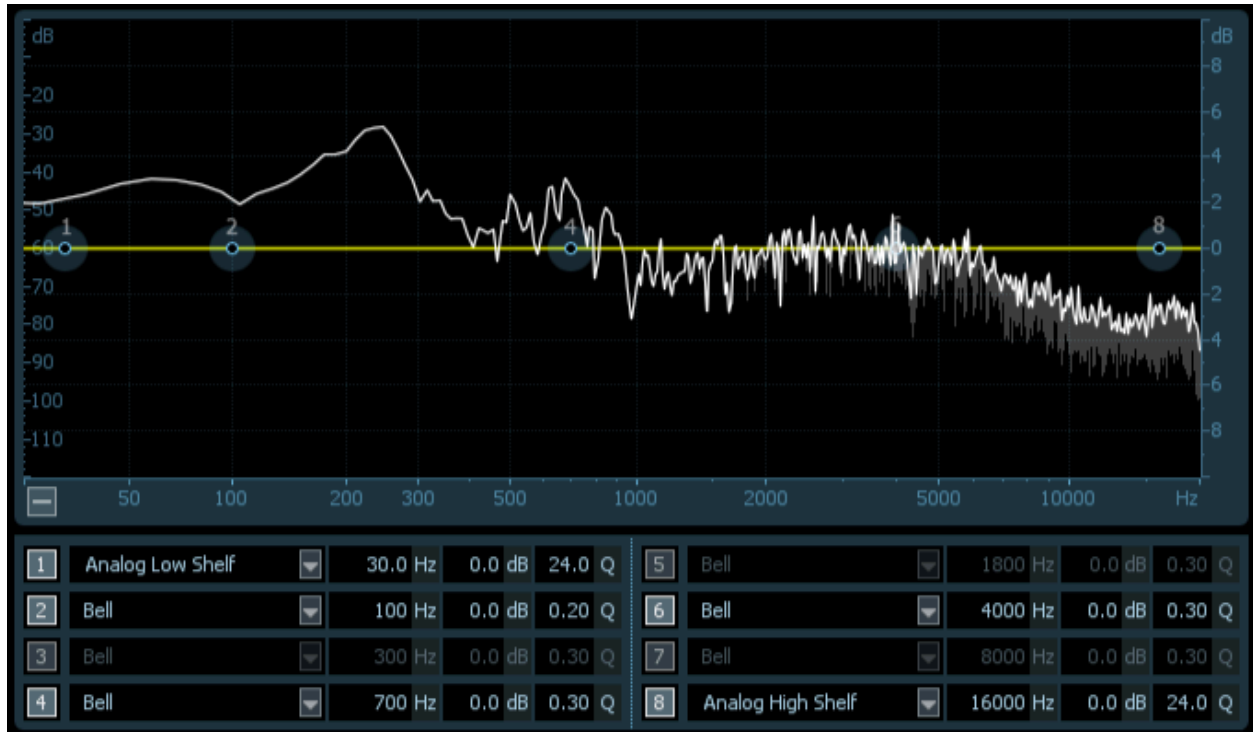 dB dB
-8
-20
-6
-30
-4
-40
-2
-50
1 2 4 8
-60 -0
-70
-2
-80
-4
-90
-6
-100
-8
-110
50 100 200 300 500 1000 2000 5000 10000 Hz
1 Analog Low Shelf 30.0 Hz 0.0 dB 24.0 Q 5 Bell 1800 Hz 0.0 dB 0.30 Q
2 Bell 100 Hz 0.0 dB 0.20 Q 6 Bell 4000 Hz 0.0 dB 0.30 Q
3 Bell 300 Hz 0.0 dB 0.30 Q 7 Bell 8000 Hz 0.0 dB 0.30 Q
4 Bell 700 Hz 0.0 dB 0.30 Q 8 Analog High Shelf 16000 Hz 0.0 dB 24.0 Q